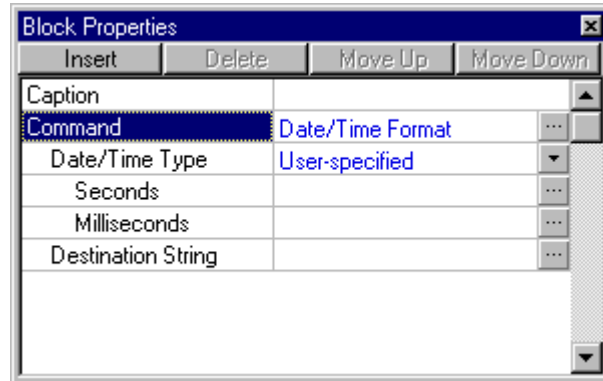 Block Properties
Insert Delete Move Up Move Down
Caption
Command Date/Time Format ...
Date/Time Type User-specified
Seconds ...
Milliseconds ...
Destination String ...